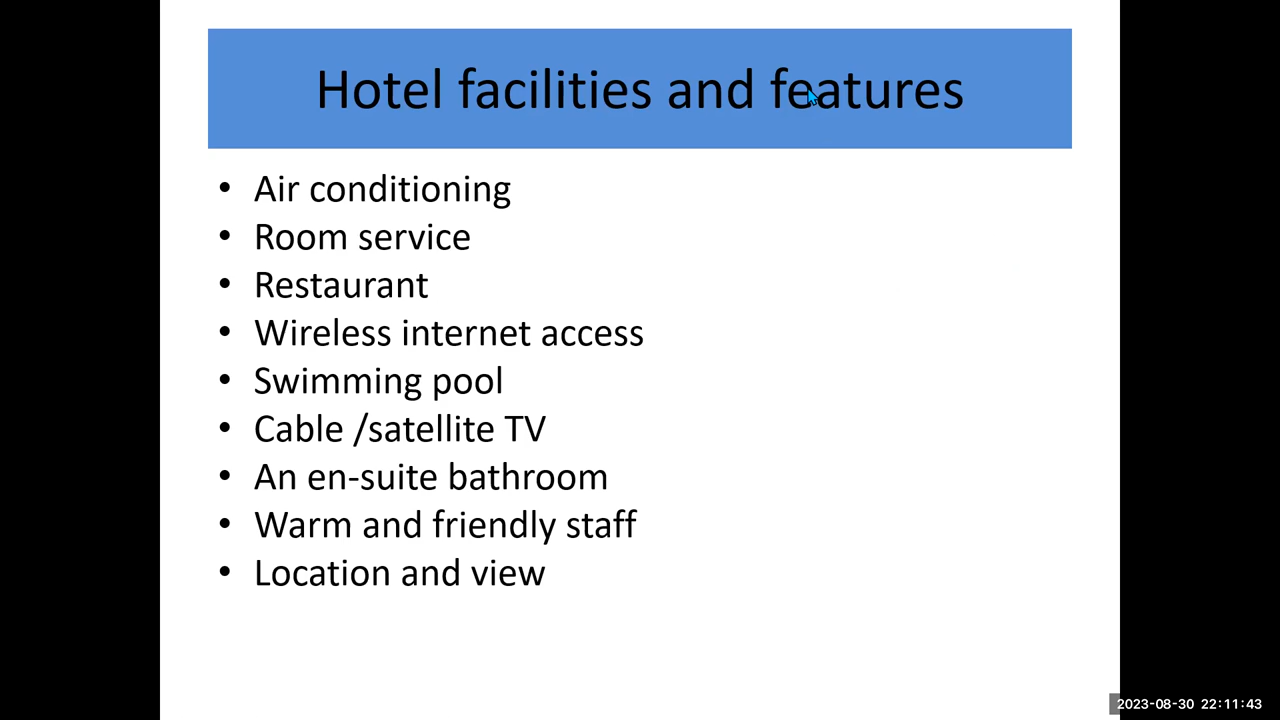 Hotel facilities and features
• Air conditioning
• Room service
• Restaurant
• Wireless internet access
• Swimming pool
• Cable /satellite TV
• An en-suite bathroom
• Warm and friendly staff
• Location and view
2023-08-30 22:11:43